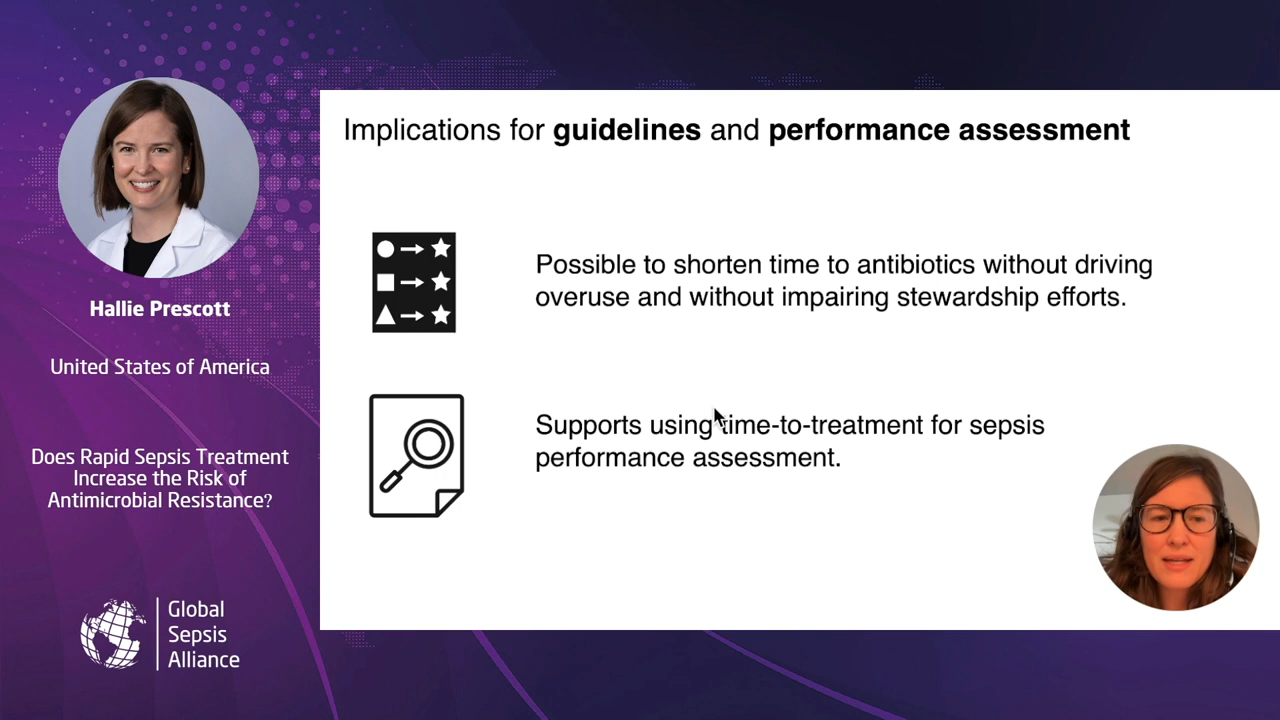 Hallie Prescott
United States of America
Does Rapid Sepsis Treatment
Increase the Risk of
Antimicrobial Resistance?
Global
Sepsis
Alliance
Implications for guidelines and performance assessment
Possible to shorten time to antibiotics without driving
overuse and without impairing stewardship efforts.
Supports using time-to-treatment for sepsis
performance assessment.